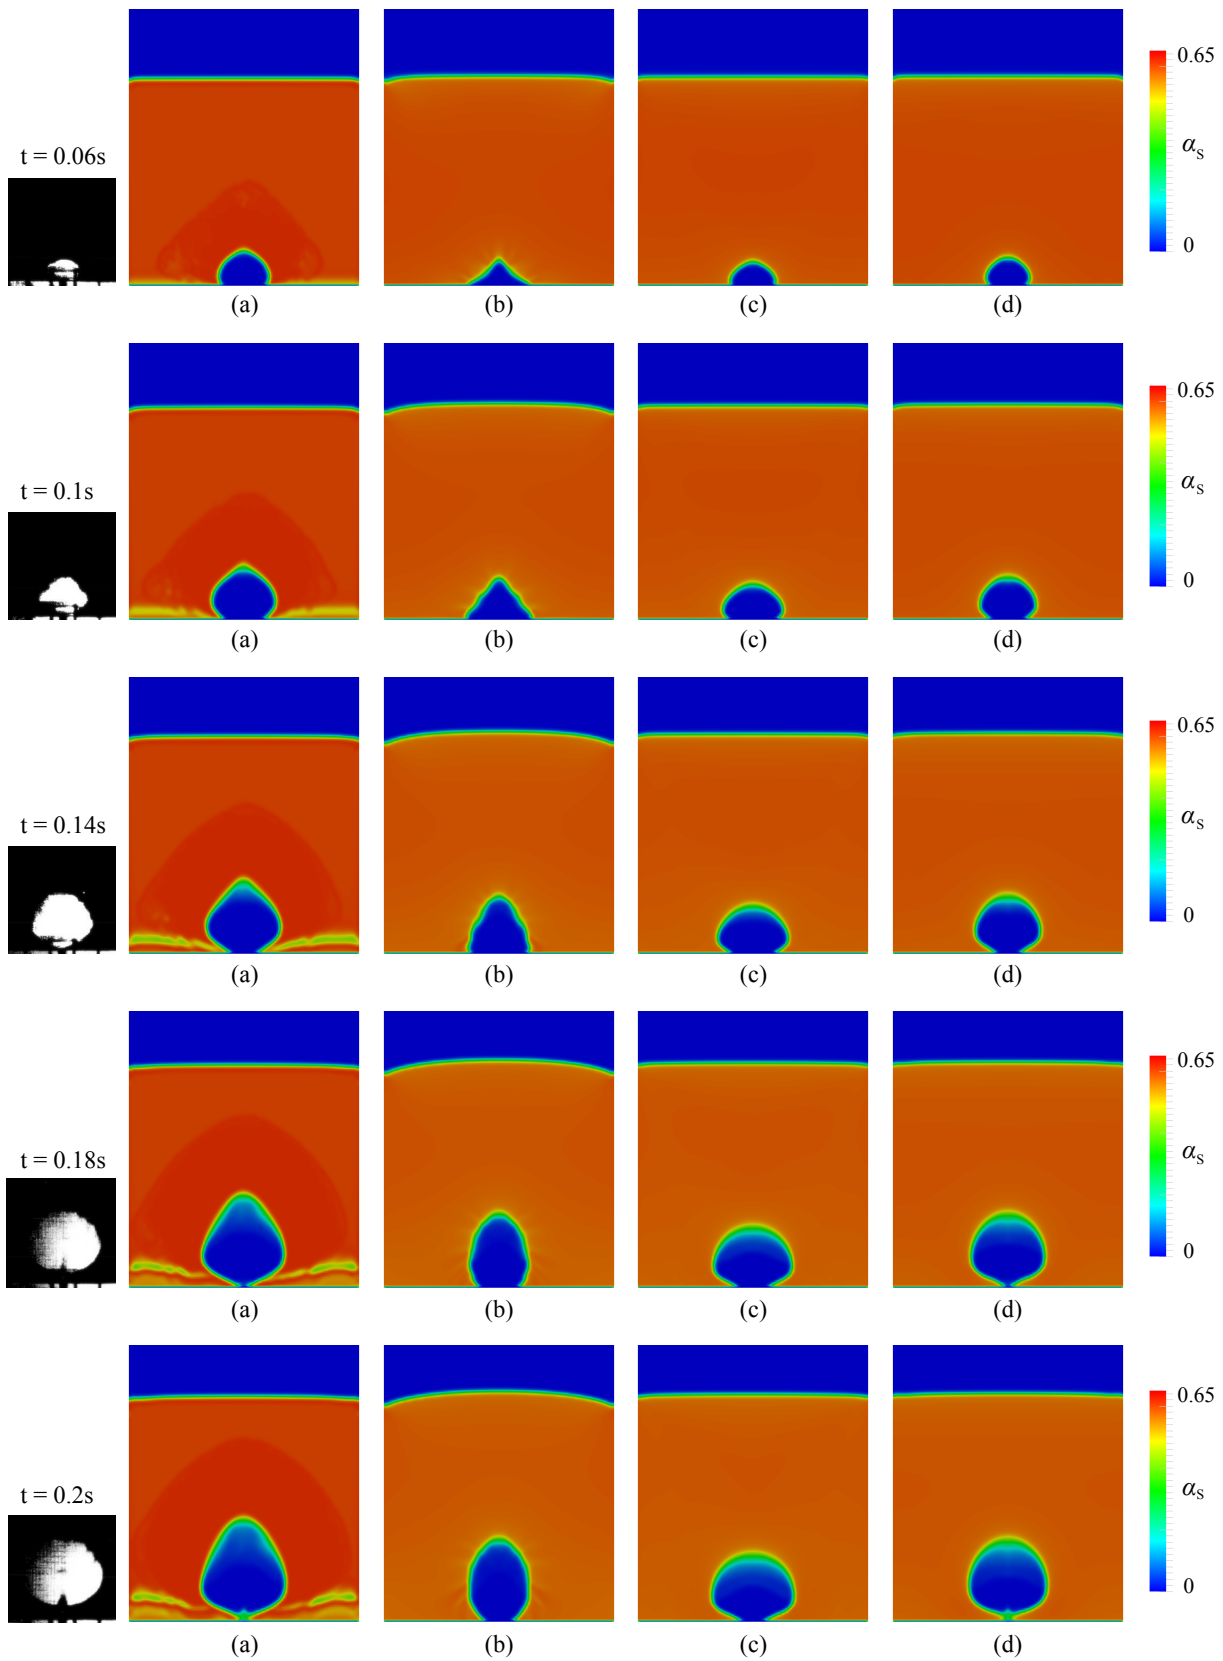 t = 0.06s
0.65
αS
0
(a) (b) (c) (d)
t = 0.1s
0.65
αS
0
(a) (b) (c) (d)
t = 0.14s
0.65
αS
0
(a) (b) (c) (d)
t = 0.18s
0.65
αS
0
(a) (b) (c) (d)
t = 0.2s
0.65
αS
0
(a) (b) (c) (d)